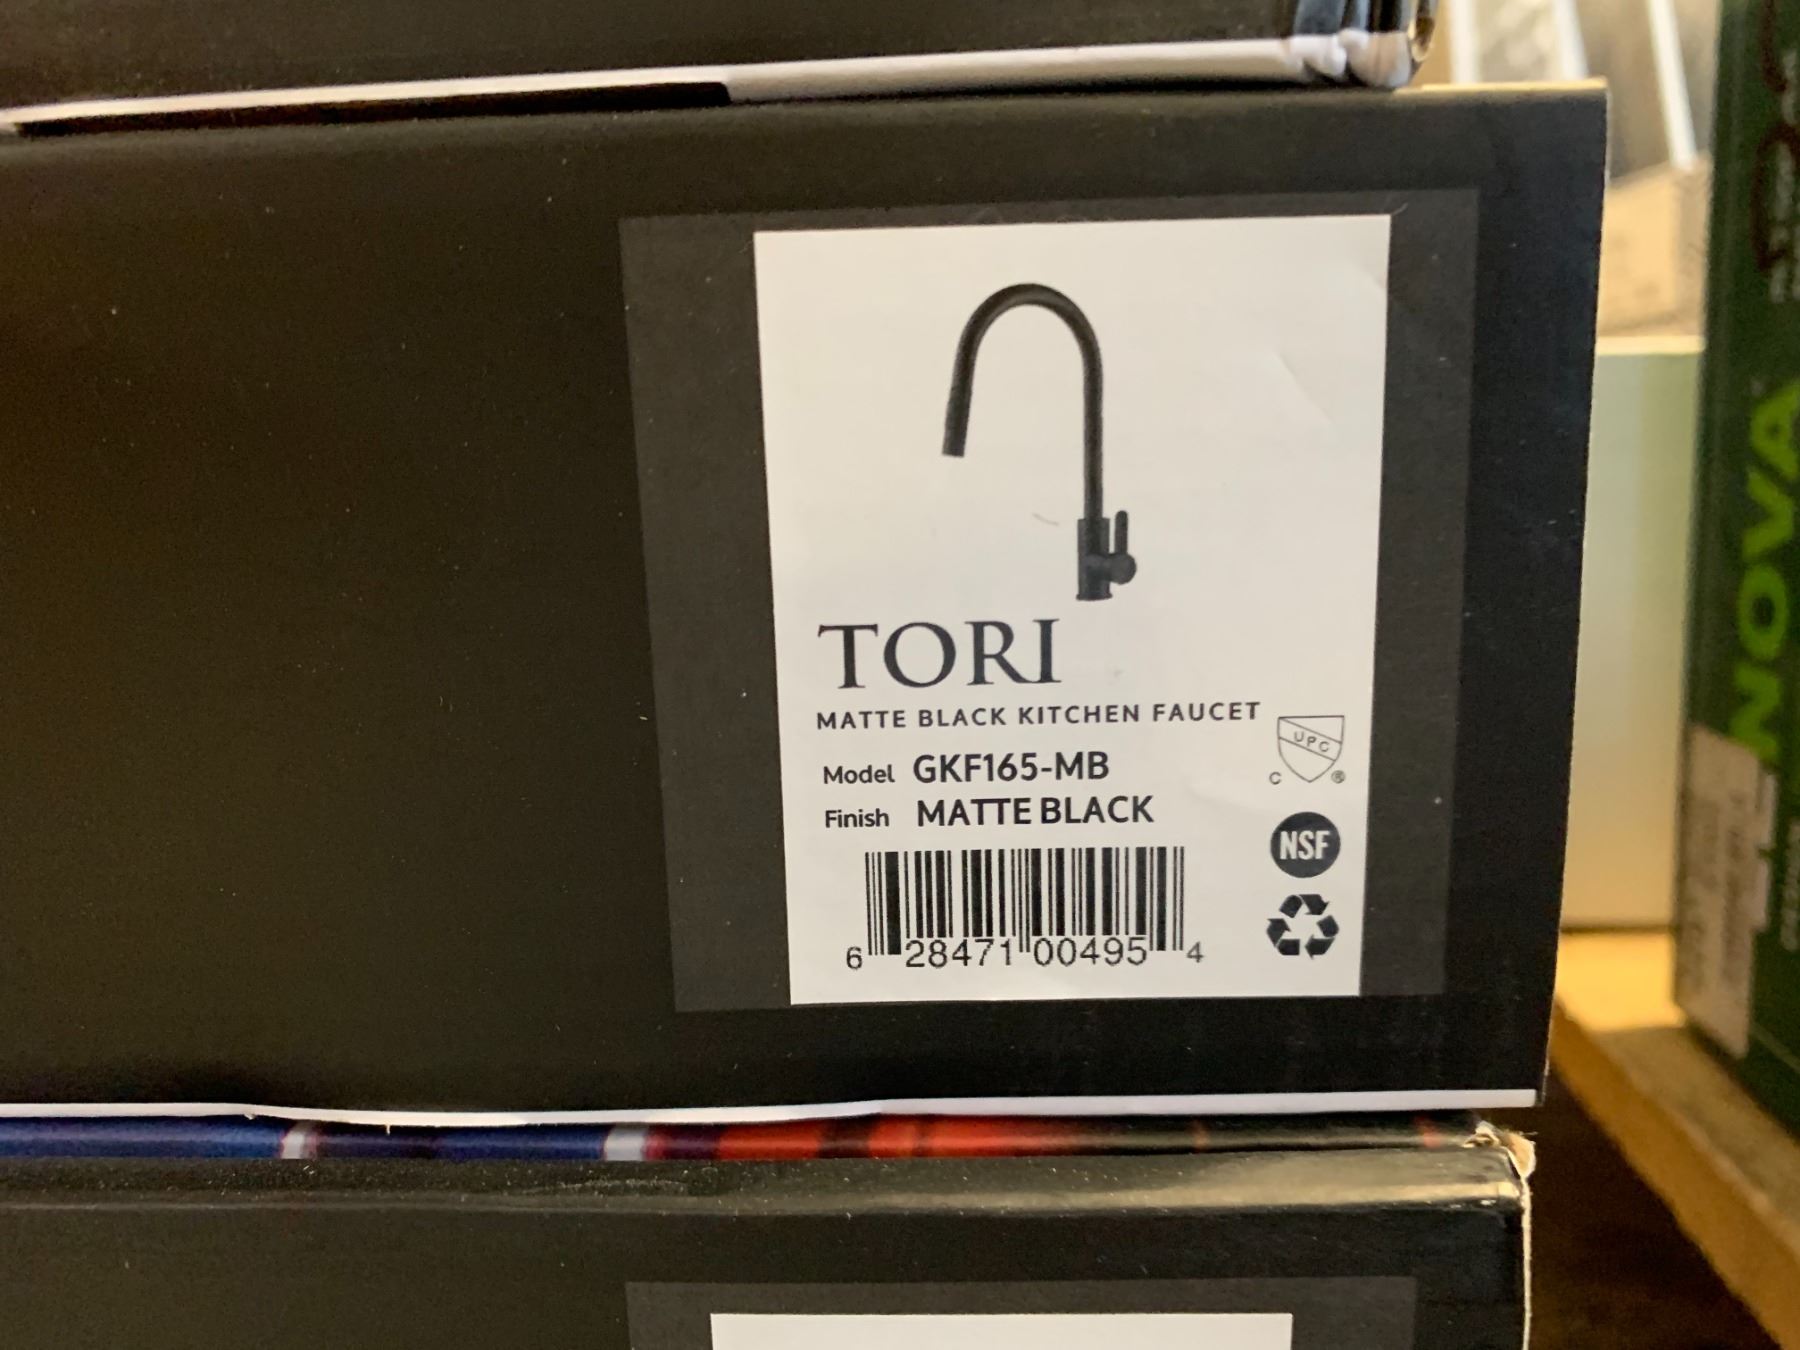 TORI
MATTE BLACK KITCHEN FAUCET
Model GKF165-MB
Finish MATTE BLACK
UPC
C ®
NSF
6 28471 00495 4
NOVA